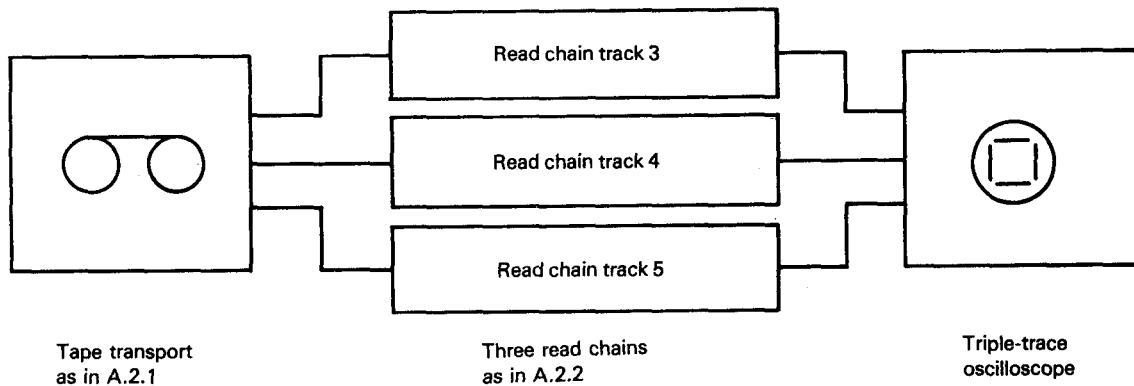 Read chain track 3
Read chain track 4
Read chain track 5
Tape transport
as in A.2.1
Three read chains
as in A.2.2
Triple-trace
oscilloscope